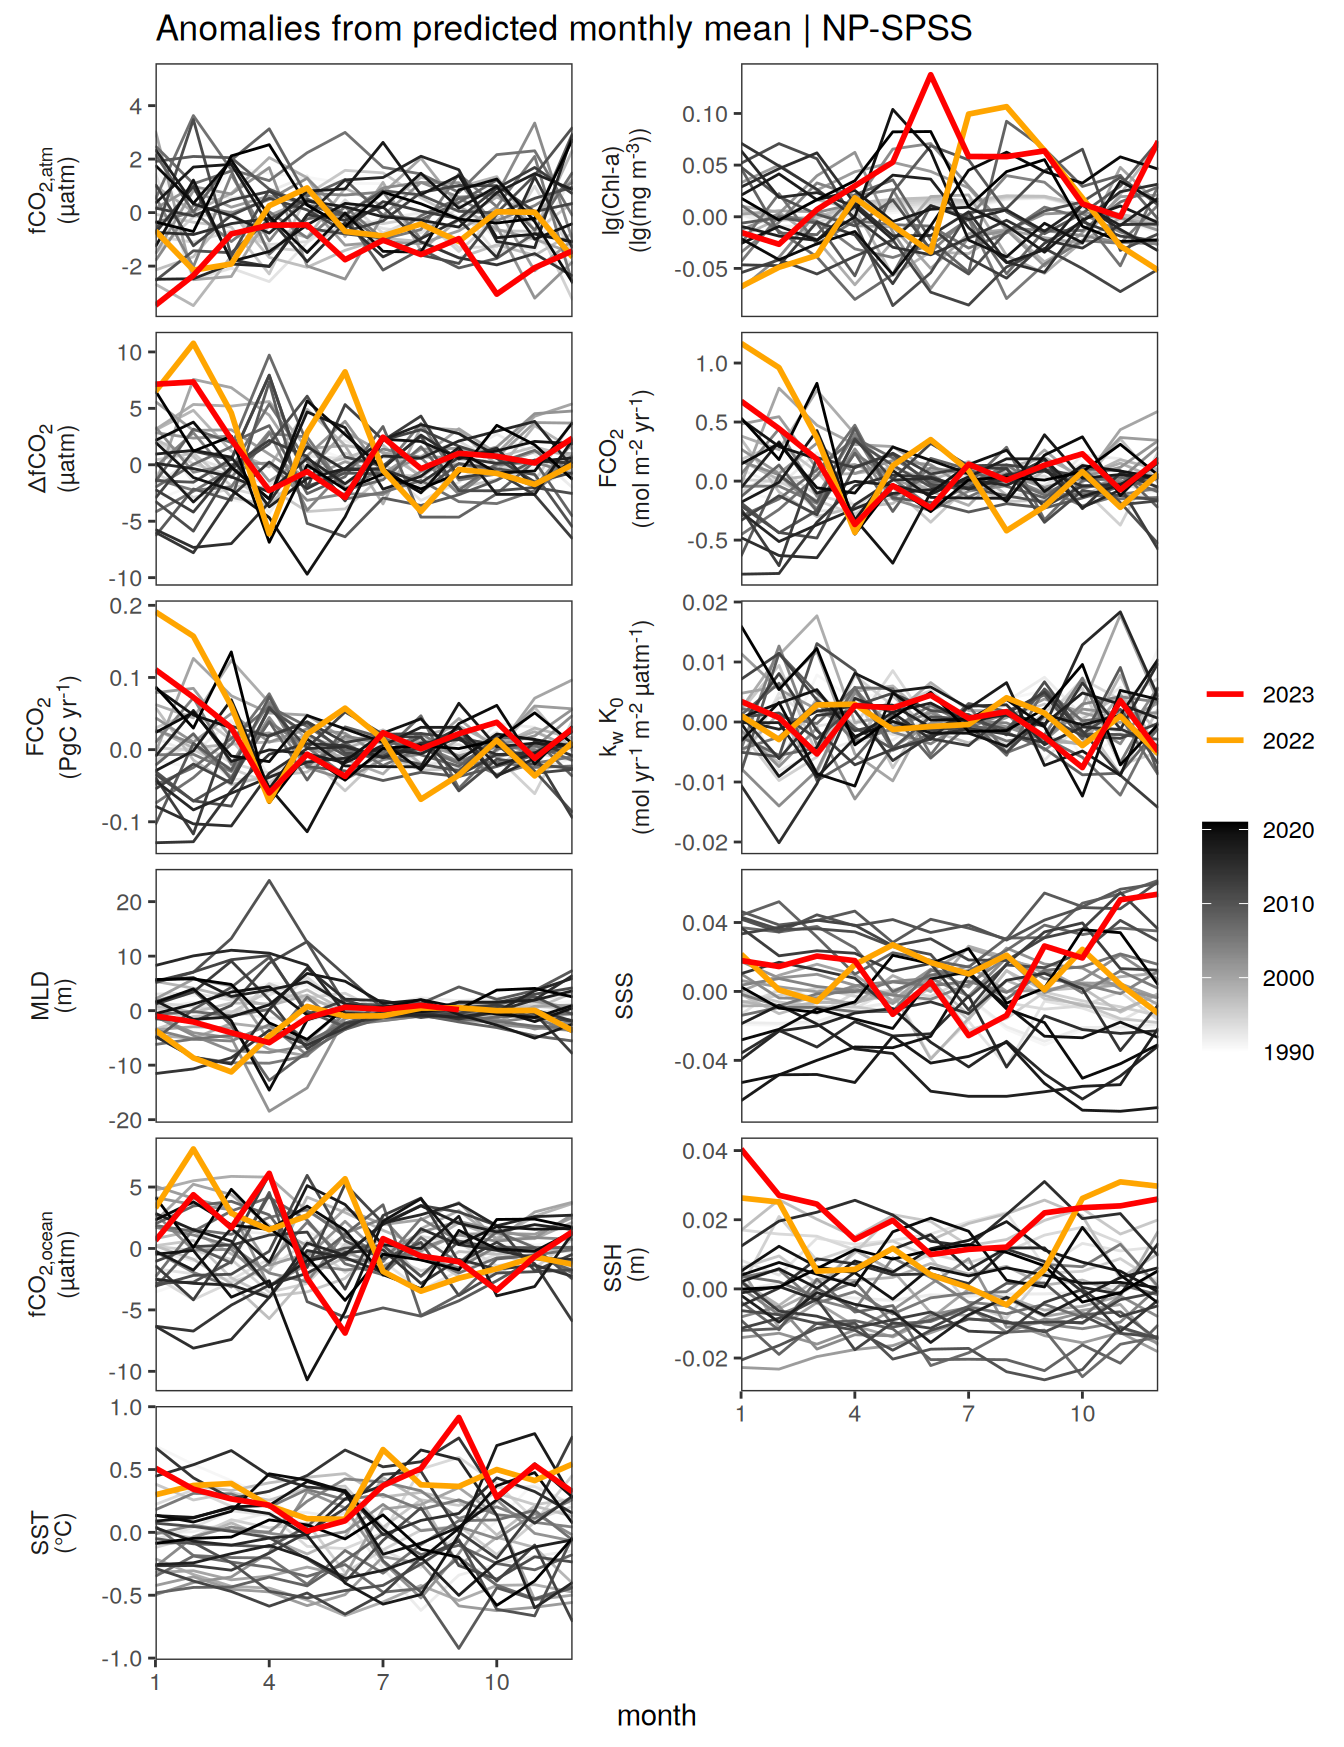 Anomalies from predicted monthly mean | NP-SPSS
fCO2,atm
(µatm)
4
2
0
-2
lg(Chl-a)
(lg(mg m-3))
0.10
0.05
0.00
-0.05
ΔfCO2
(µatm)
10
5
0
-5
-10
FCO2
(mol m-2 yr-1)
1.0
0.5
0.0
-0.5
FCO2
(PgC yr-1)
0.2
0.1
0.0
-0.1
kw K0
(mol yr-1 m-2 µatm-1)
0.02
0.01
0.00
-0.01
-0.02
MLD
(m)
20
10
0
-10
-20
SSS
0.04
0.00
-0.04
fCO2,ocean
(µatm)
5
0
-5
-10
SSH
(m)
0.04
0.02
0.00
-0.02
1 4 7 10
SST
(°C)
1.0
0.5
0.0
-0.5
-1.0
1 4 7 10
month
2023
2022
2020
2010
2000
1990